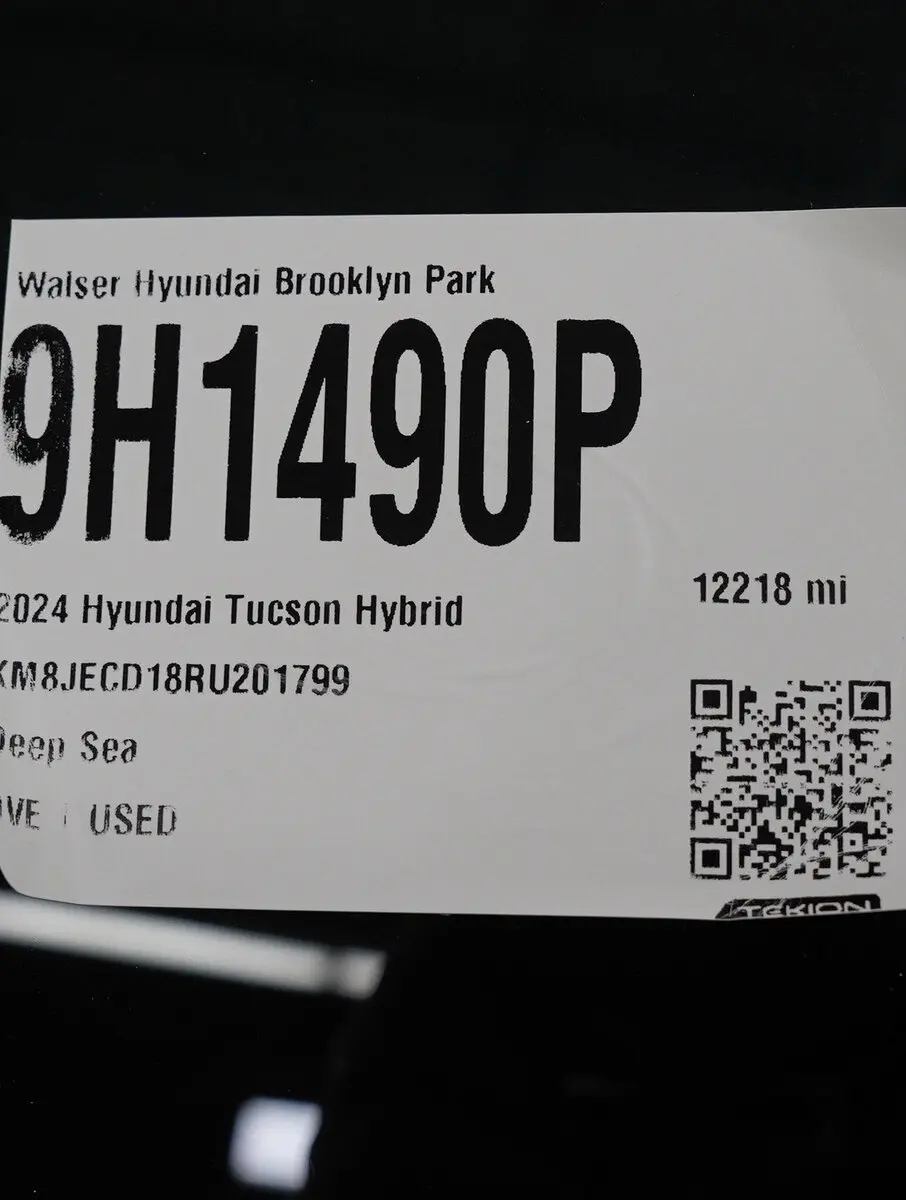 Walser Hyundai Brooklyn Park
9H1490P
2024 Hyundai Tucson Hybrid
12218 mi
KM8JECD18RU201799
Deep Sea
USED
TEKION